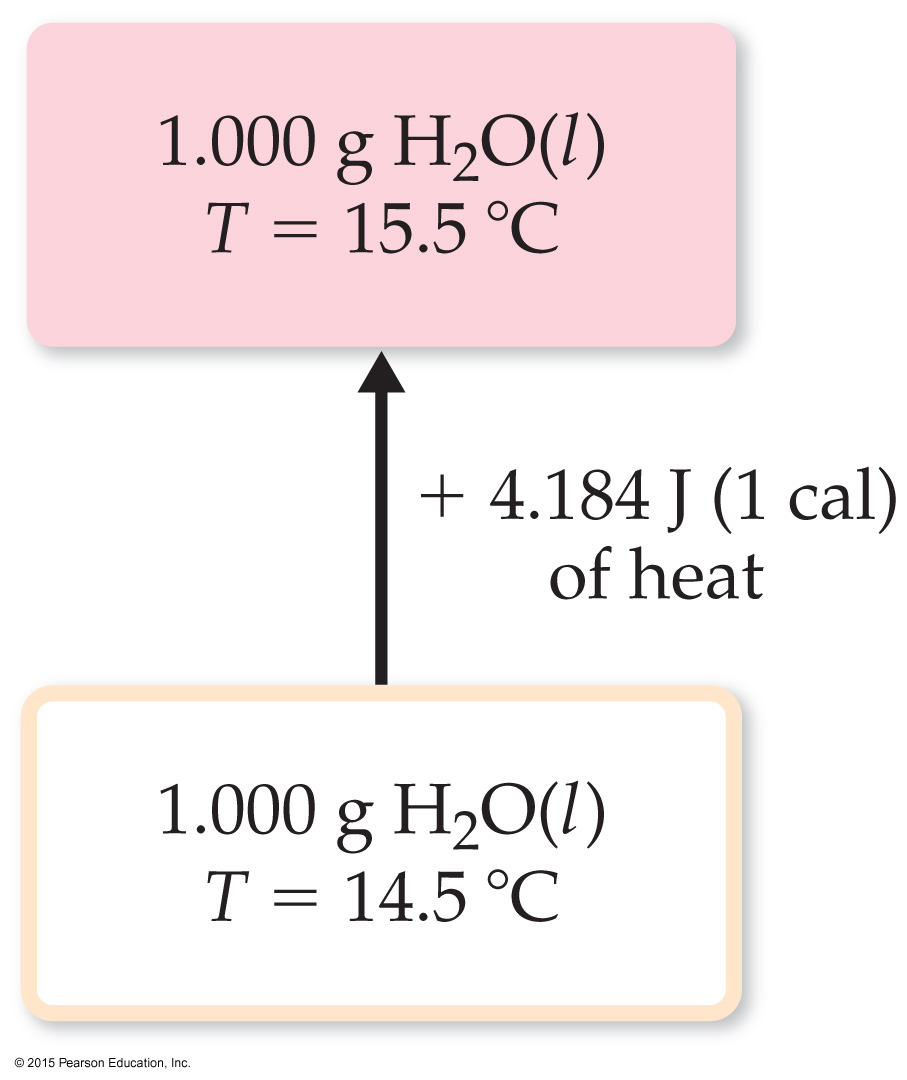 1.000 g H₂O(l)
T = 15.5 °C
+ 4.184 J (1 cal)
of heat
1.000 g H₂O(l)
T = 14.5 °C
© 2015 Pearson Education, Inc.